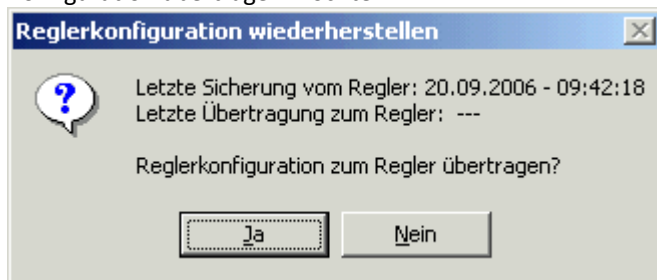 Reglerkonfiguration wiederherstellen
Letzte Sicherung vom Regler: 20.09.2006 - 09:42:18
Letzte Übertragung zum Regler: ---
Reglerkonfiguration zum Regler übertragen?
Ja
Nein